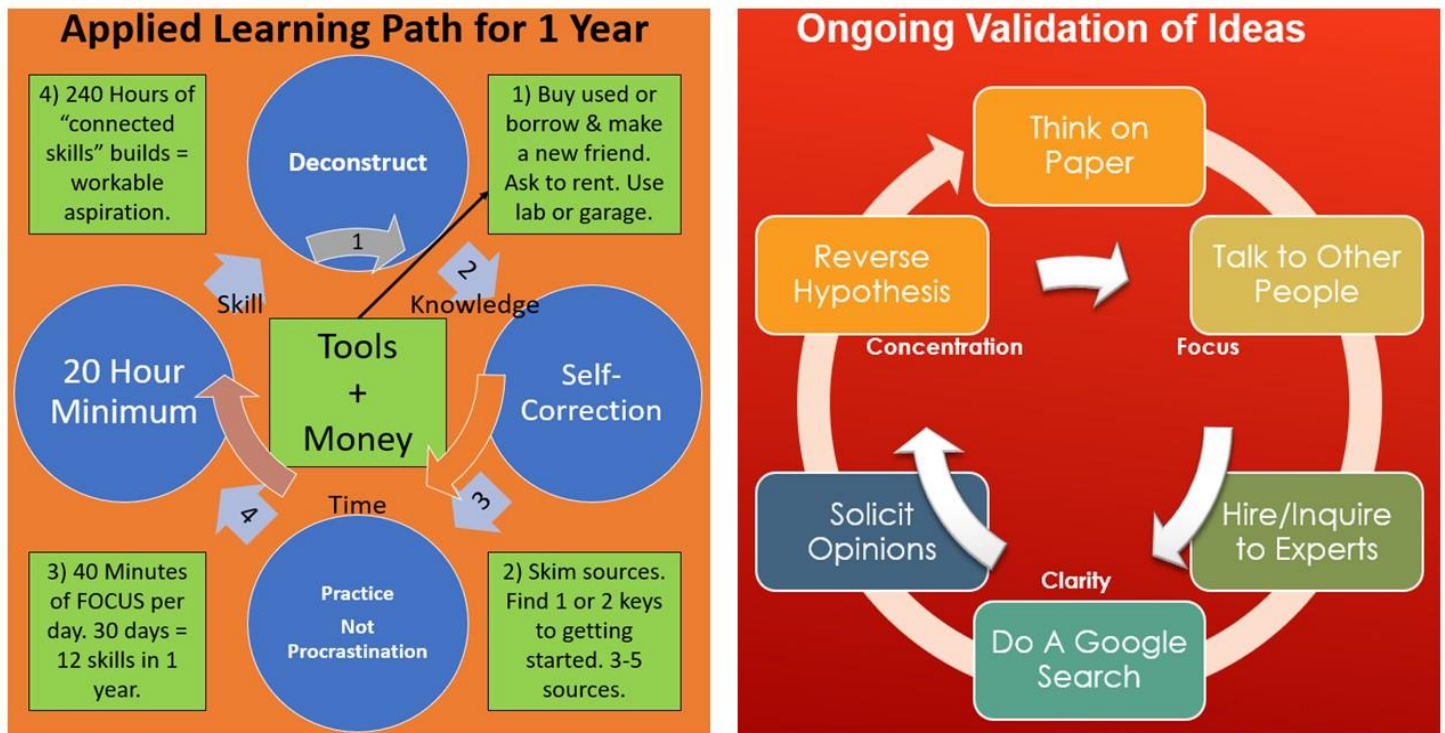 Applied Learning Path for 1 Year
4) 240 Hours of
“connected
skills” builds =
workable
aspiration.
Deconstruct
1) Buy used or
borrow & make
a new friend.
Ask to rent. Use
lab or garage.
1
2
Skill
Knowledge
20 Hour
Minimum
Tools
+
Money
Self-
Correction
Time
3
4
3) 40 Minutes
of FOCUS per
day. 30 days =
12 skills in 1
year.
Practice
Not
Procrastination
2) Skim sources.
Find 1 or 2 keys
to getting
started. 3-5
sources.
Ongoing Validation of Ideas
Think on
Paper
Reverse
Hypothesis
Talk to Other
People
Concentration
Focus
Solicit
Opinions
Hire/Inquire
to Experts
Clarity
Do A Google
Search